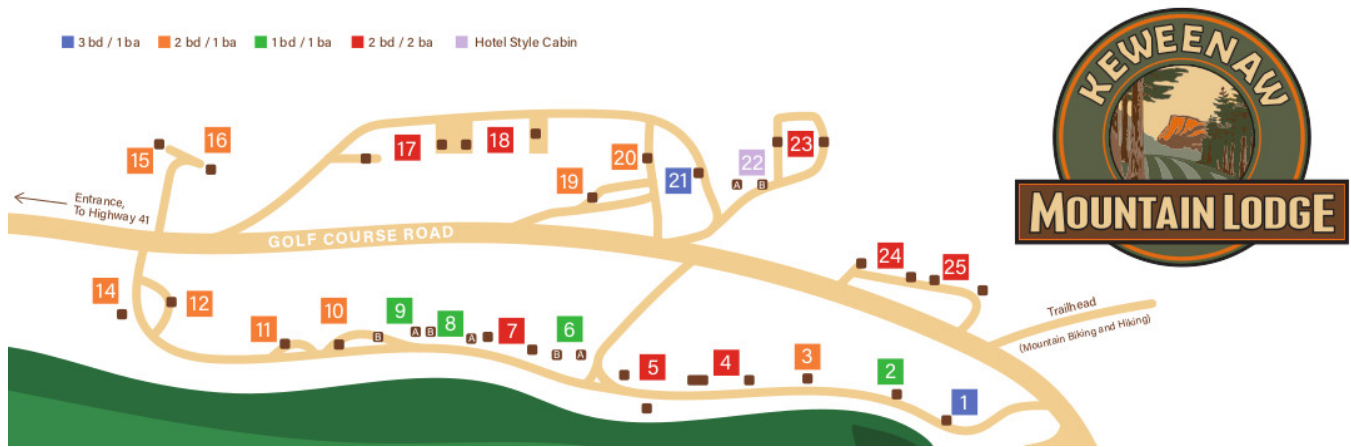 3 bd / 1 ba 2 bd / 1 ba 1 bd / 1 ba 2 bd / 2 ba Hotel Style Cabin
KEWEENAW
MOUNTAIN LODGE
15
16
17
18
19
20
21
22
A B
23
Entrance,
To Highway 41
GOLF COURSE ROAD
24
25
Trailhead
(Mountain Biking and Hiking)
14
12
11
10
9
B A
8
B A
7
6
B A
5
4
3
2
1